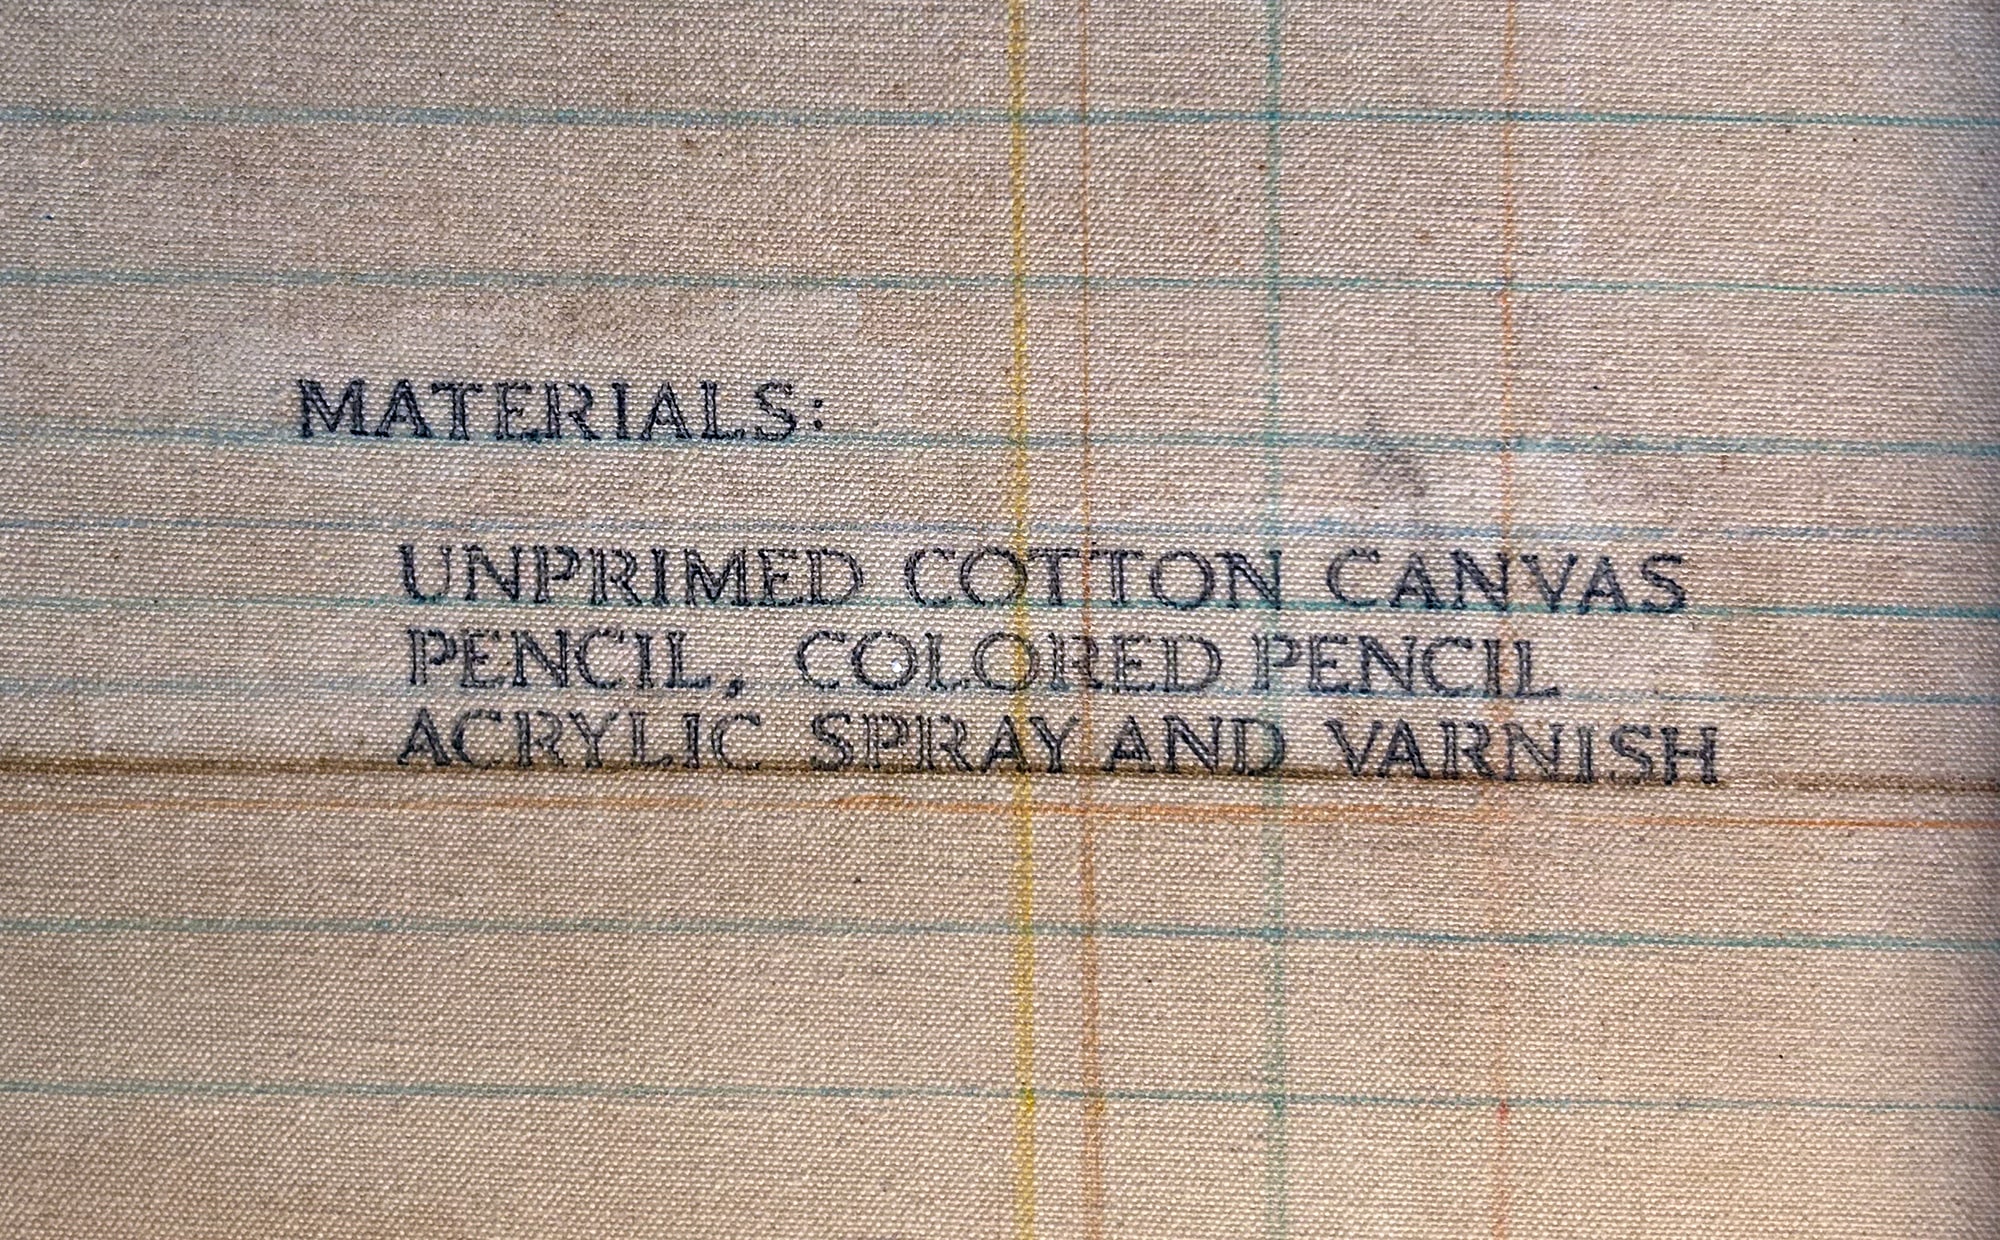 MATERIALS:
UNPRIMED COTTON CANVAS
PENCIL, COLORED PENCIL
ACRYLIC SPRAY AND VARNISH